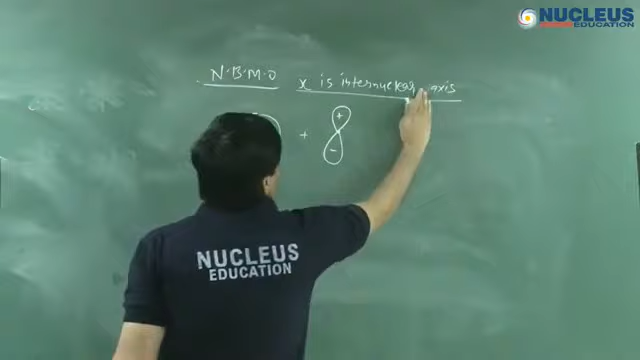 NUCLEUS
EDUCATION
N.B.M.O x is internuclear axis
+ +
-
NUCLEUS
EDUCATION